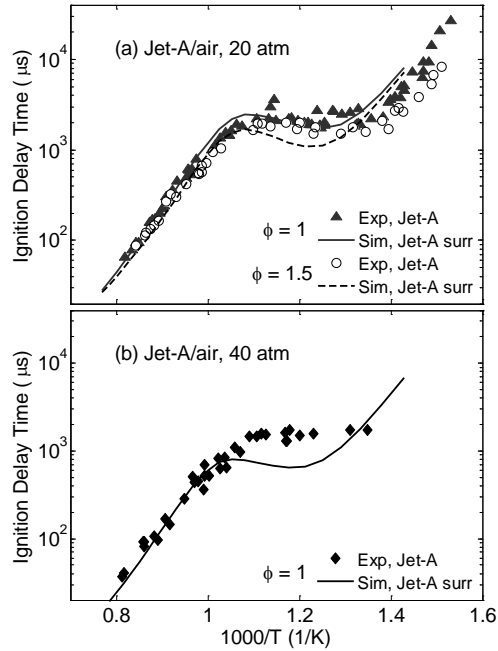 (a) Jet-A/air, 20 atm
Ignition Delay Time ( μs)
10⁴
10³
10²
ϕ = 1
Exp, Jet-A
Sim, Jet-A surr
ϕ = 1.5
Exp, Jet-A
Sim, Jet-A surr
(b) Jet-A/air, 40 atm
Ignition Delay Time ( μs)
10⁴
10³
10²
ϕ = 1
Exp, Jet-A
Sim, Jet-A surr
0.8 1 1.2 1.4 1.6
1000/T (1/K)